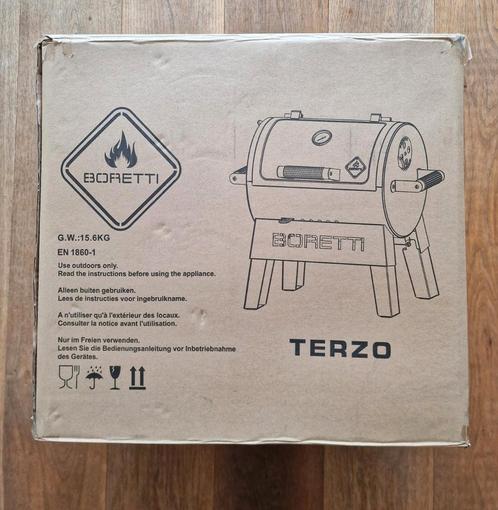 BORETTI
G.W.:15.6KG
EN 1860-1
Use outdoors only.
Read the instructions before using the appliance.
Alleen buiten gebruiken.
Lees de instructies voor ingebruikname.
A n'utiliser qu'à l'extérieur des locaux.
Consulter la notice avant l'utilisation.
Nur im Freien verwenden.
Lesen Sie die Bedienungsanleitung vor Inbetriebnahme
des Gerätes.
BORETTI
TERZO